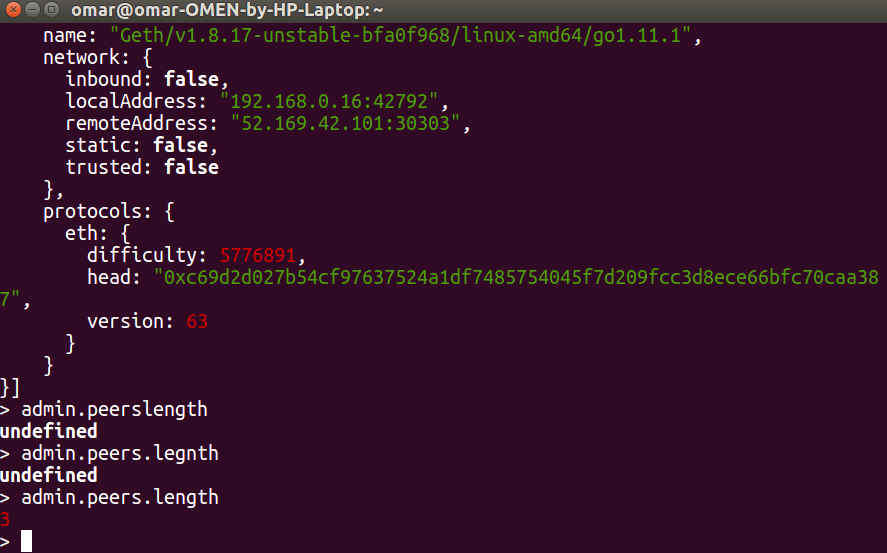 omar@omar-OMEN-by-HP-Laptop: ~
name: "Geth/v1.8.17-unstable-bfa0f968/linux-amd64/go1.11.1",
network: {
inbound: false,
localAddress: "192.168.0.16:42792",
remoteAddress: "52.169.42.101:30303",
static: false,
trusted: false
},
protocols: {
eth: {
difficulty: 5776891,
head: "0xc69d2d027b54cf97637524a1df7485754045f7d209fcc3d8ece66bfc70caa38
7",
version: 63
}
}
}]
> admin.peerslength
undefined
> admin.peers.legnth
undefined
> admin.peers.length
3
>